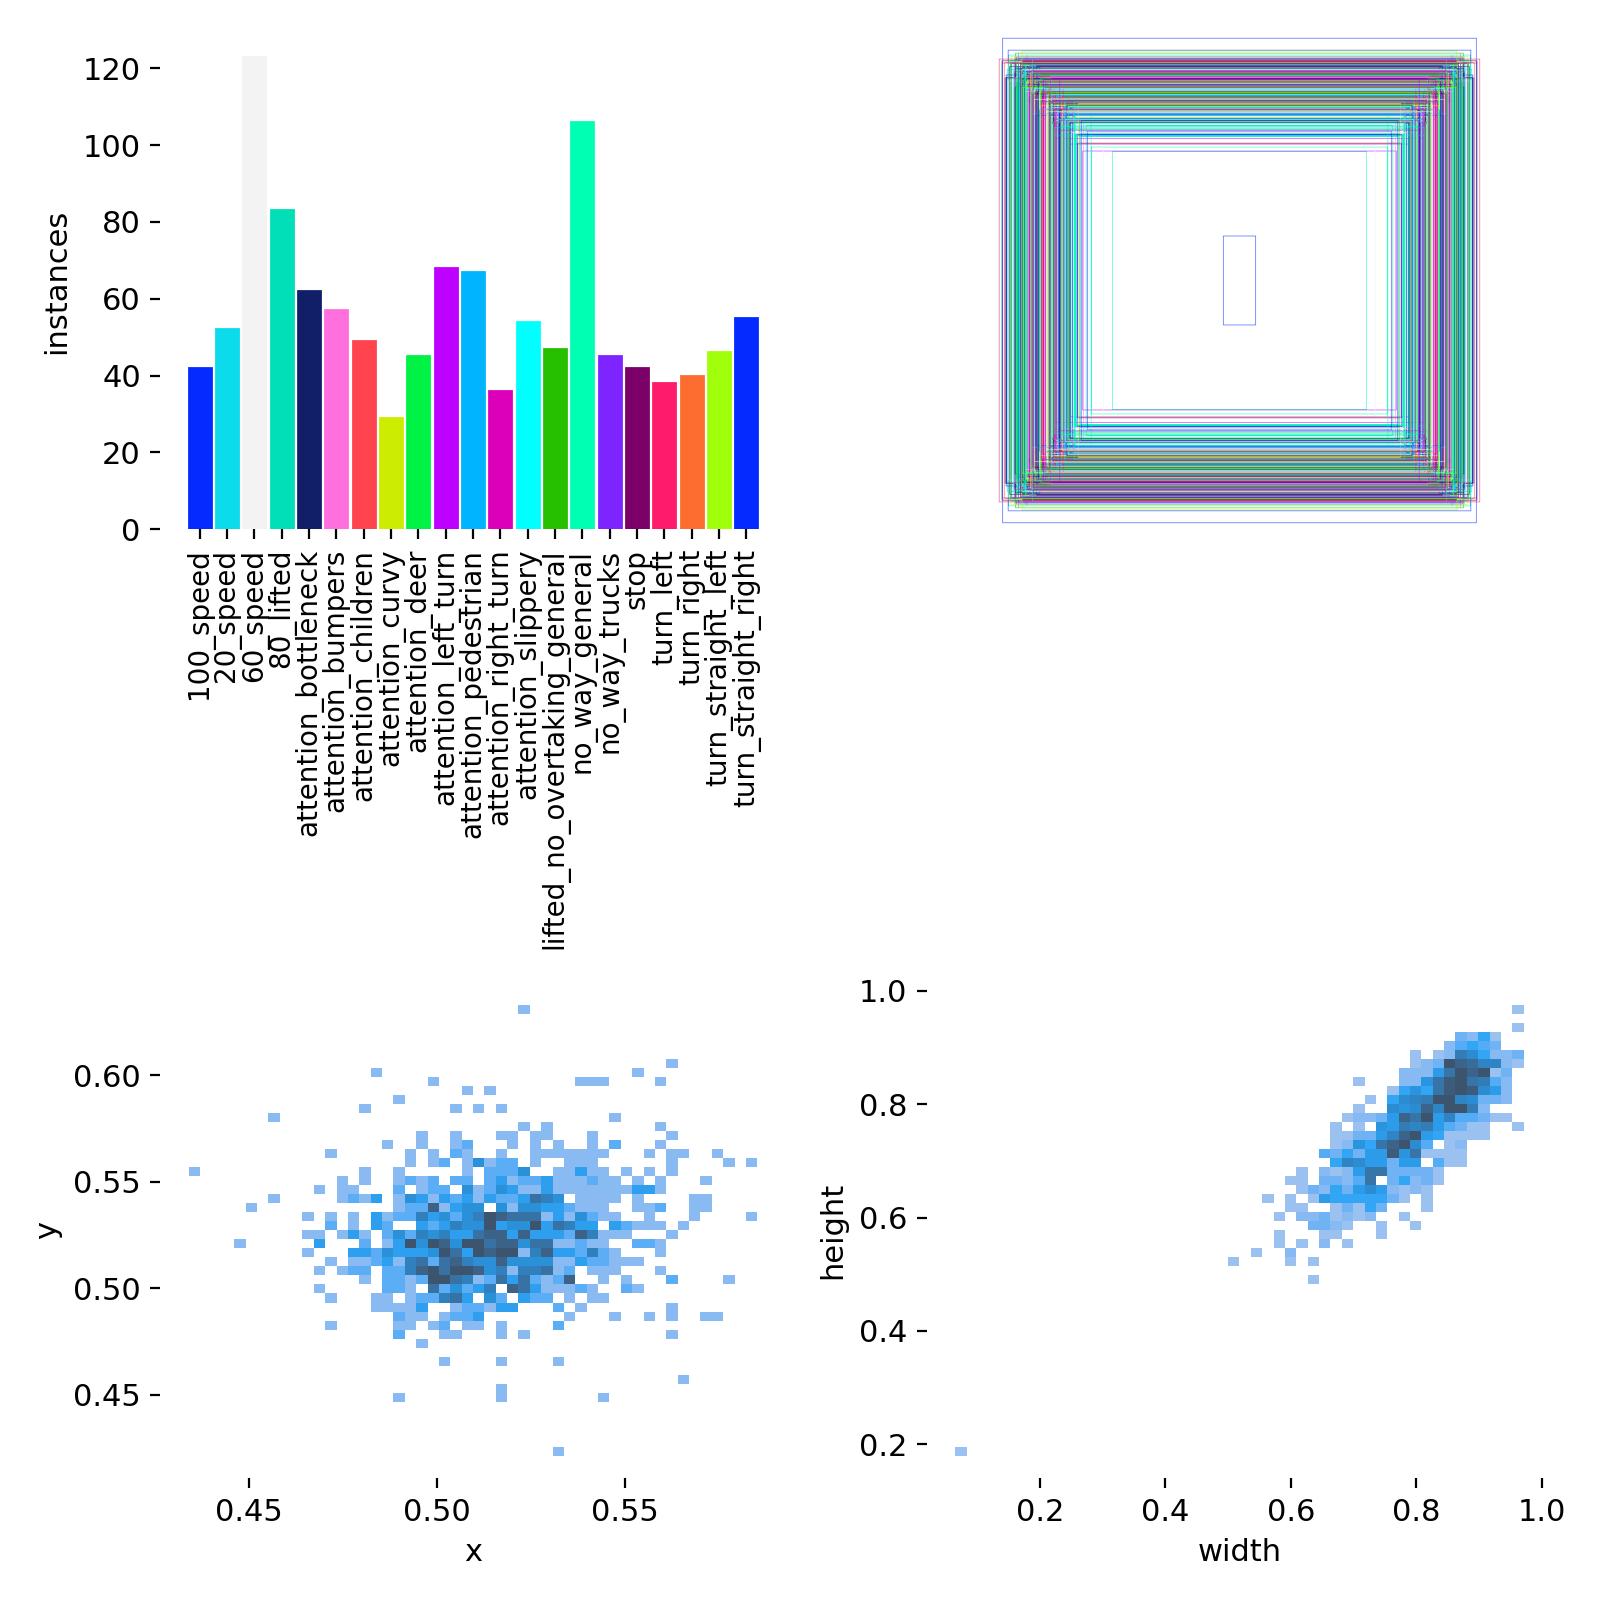 120
100
80
60
40
20
0
instances
100_speed
20_speed
60_speed
80_lifted
attention_bottleneck
attention_bumpers
attention_children
attention_curvy
attention_deer
attention_left_turn
attention_pedestrian
attention_right_turn
attention_slippery
lifted_no_overtaking_general
no_way_general
no_way_trucks
stop
turn_left
turn_right
turn_straight_left
turn_straight_right
0.60
0.55
0.50
0.45
y
0.45 0.50 0.55
x
1.0
0.8
0.6
0.4
0.2
height
0.2 0.4 0.6 0.8 1.0
width